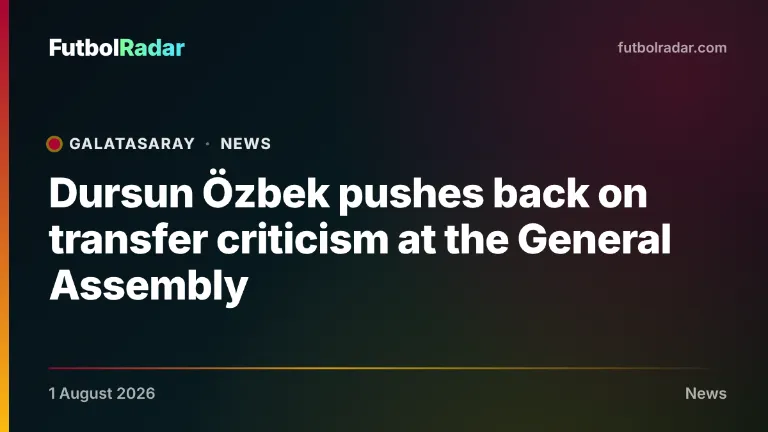 FutbolRadar
futbolradar.com
GALATASARAY · NEWS
Dursun Özbek pushes back on
transfer criticism at the General
Assembly
1 August 2026
News